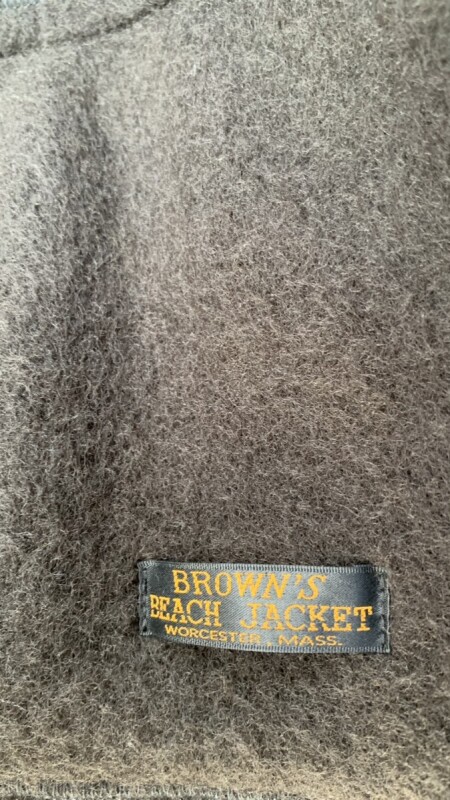 BROWN'S
BEACH JACKET
WORCESTER, MASS.